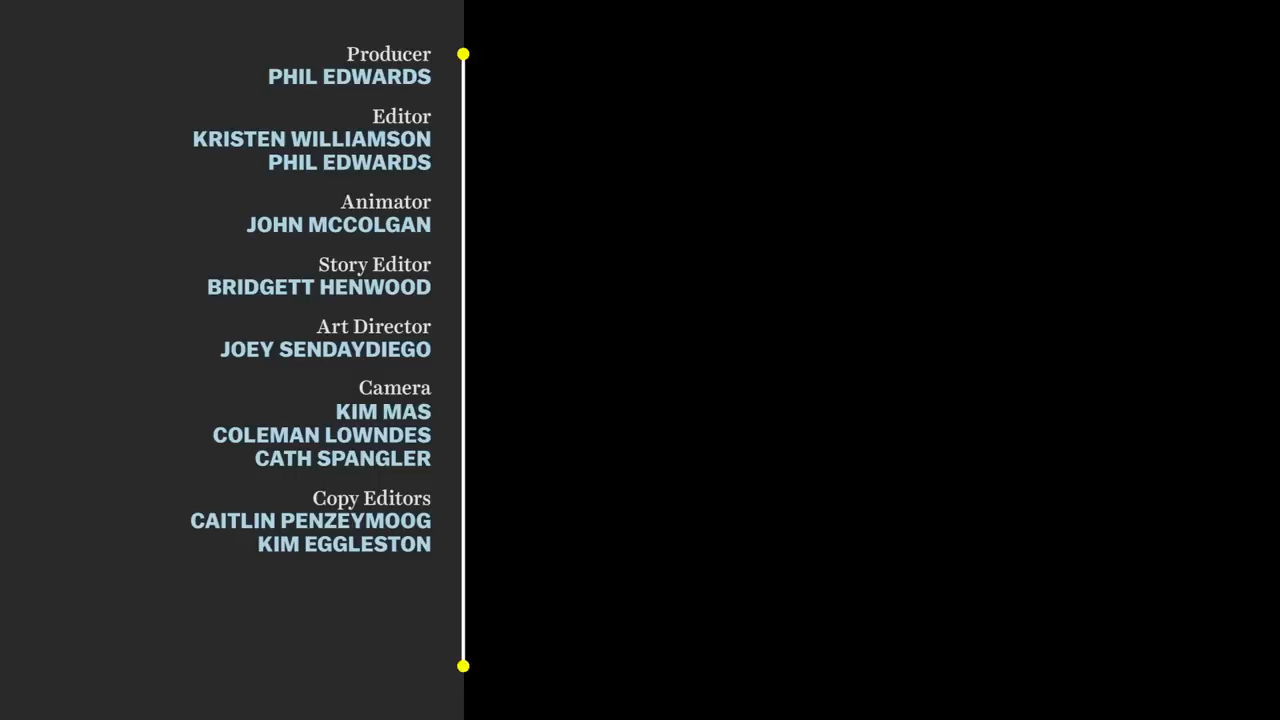 Producer
PHIL EDWARDS
Editor
KRISTEN WILLIAMSON
PHIL EDWARDS
Animator
JOHN MCCOLGAN
Story Editor
BRIDGETT HENWOOD
Art Director
JOEY SENDAYDIEGO
Camera
KIM MAS
COLEMAN LOWNDES
CATH SPANGLER
Copy Editors
CAITLIN PENZEYMOOG
KIM EGGLESTON